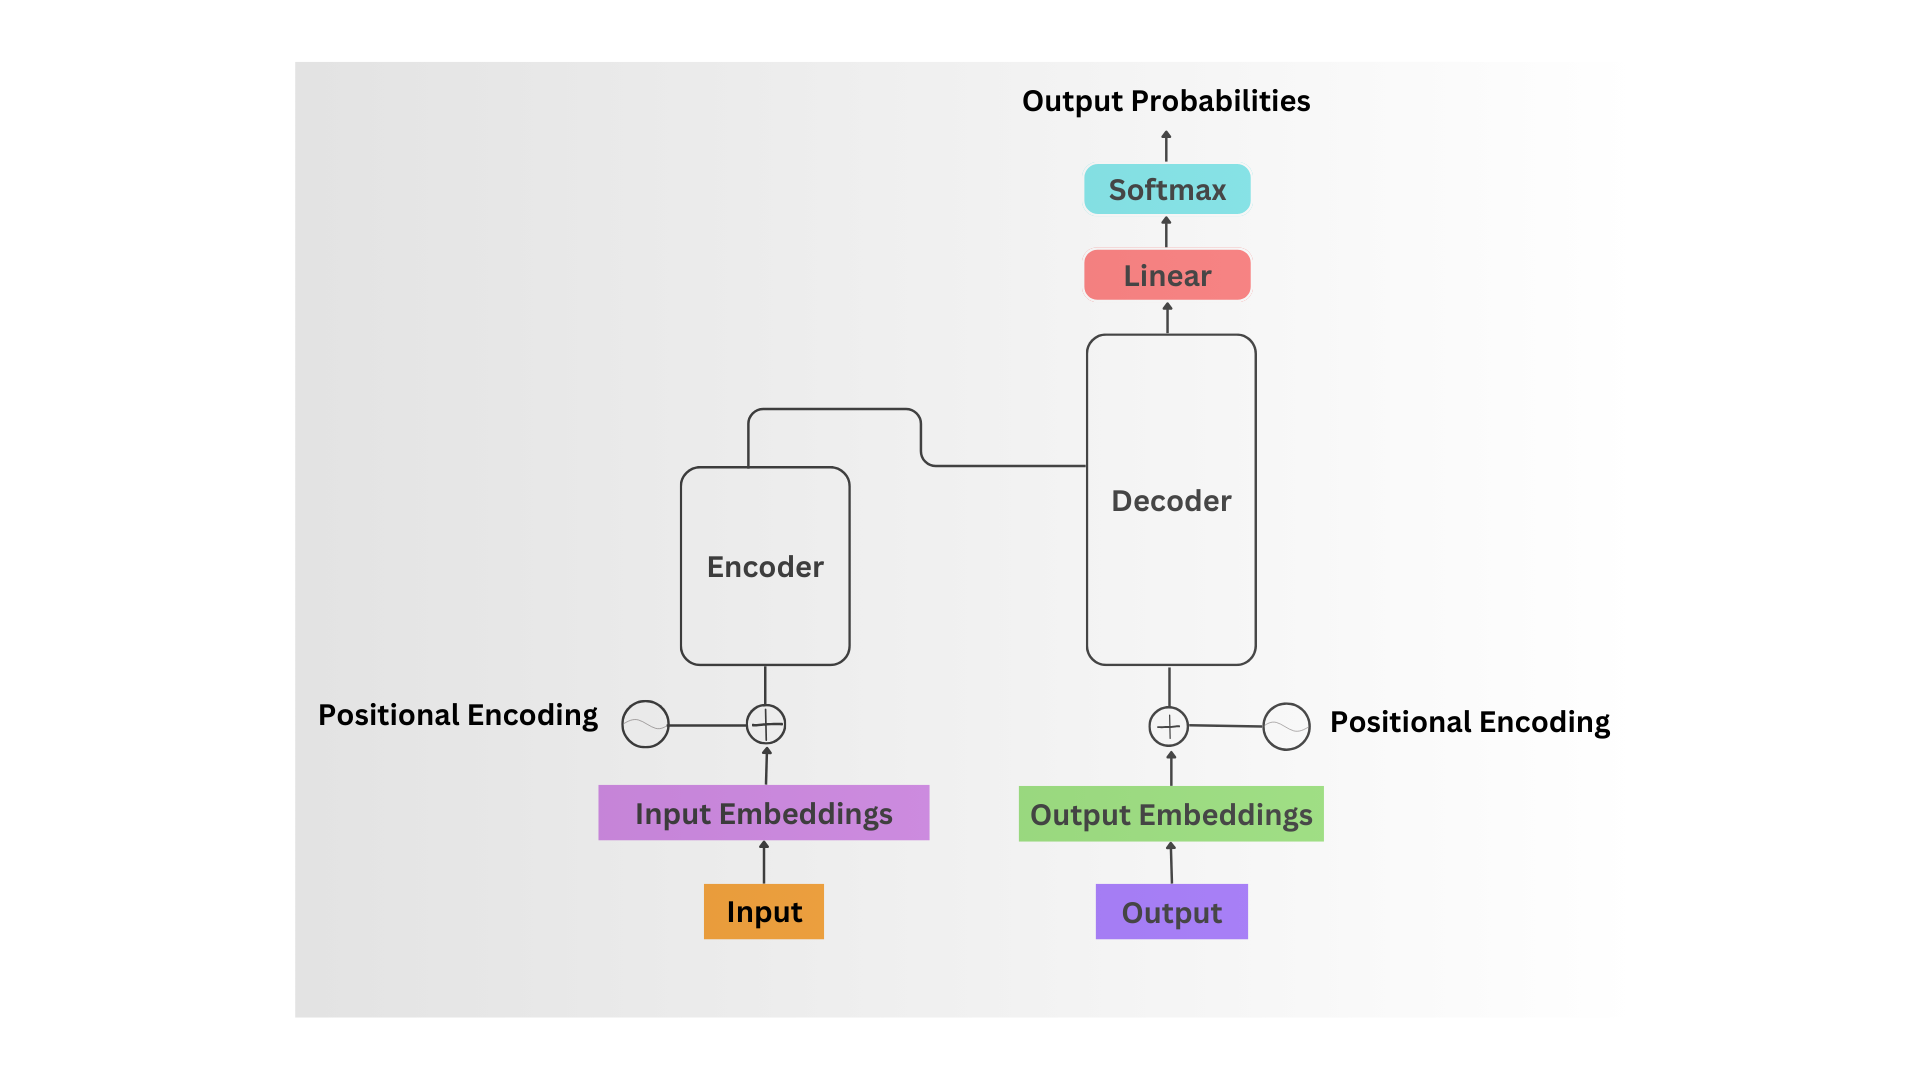 Output Probabilities
Softmax
Linear
Decoder
Encoder
Positional Encoding
Positional Encoding
Input Embeddings
Output Embeddings
Input
Output